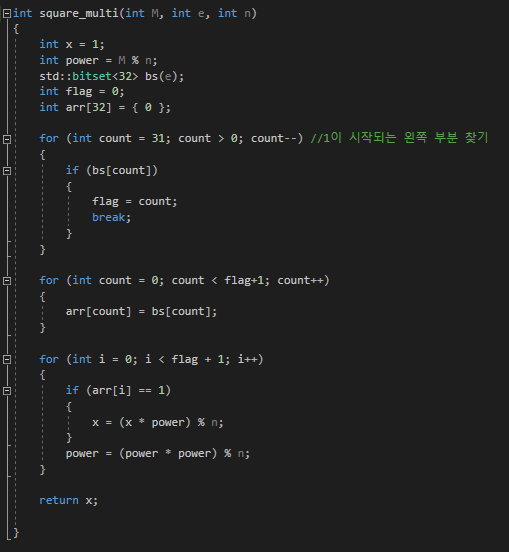 int square_multi(int M, int e, int n)
{
int x = 1;
int power = M % n;
std::bitset<32> bs(e);
int flag = 0;
int arr[32] = { 0 };
for (int count = 31; count > 0; count--) //1이 시작되는 왼쪽 부분 찾기
{
if (bs[count])
{
flag = count;
break;
}
}
for (int count = 0; count < flag+1; count++)
{
arr[count] = bs[count];
}
for (int i = 0; i < flag + 1; i++)
{
if (arr[i] == 1)
{
x = (x * power) % n;
}
power = (power * power) % n;
}
return x;
}